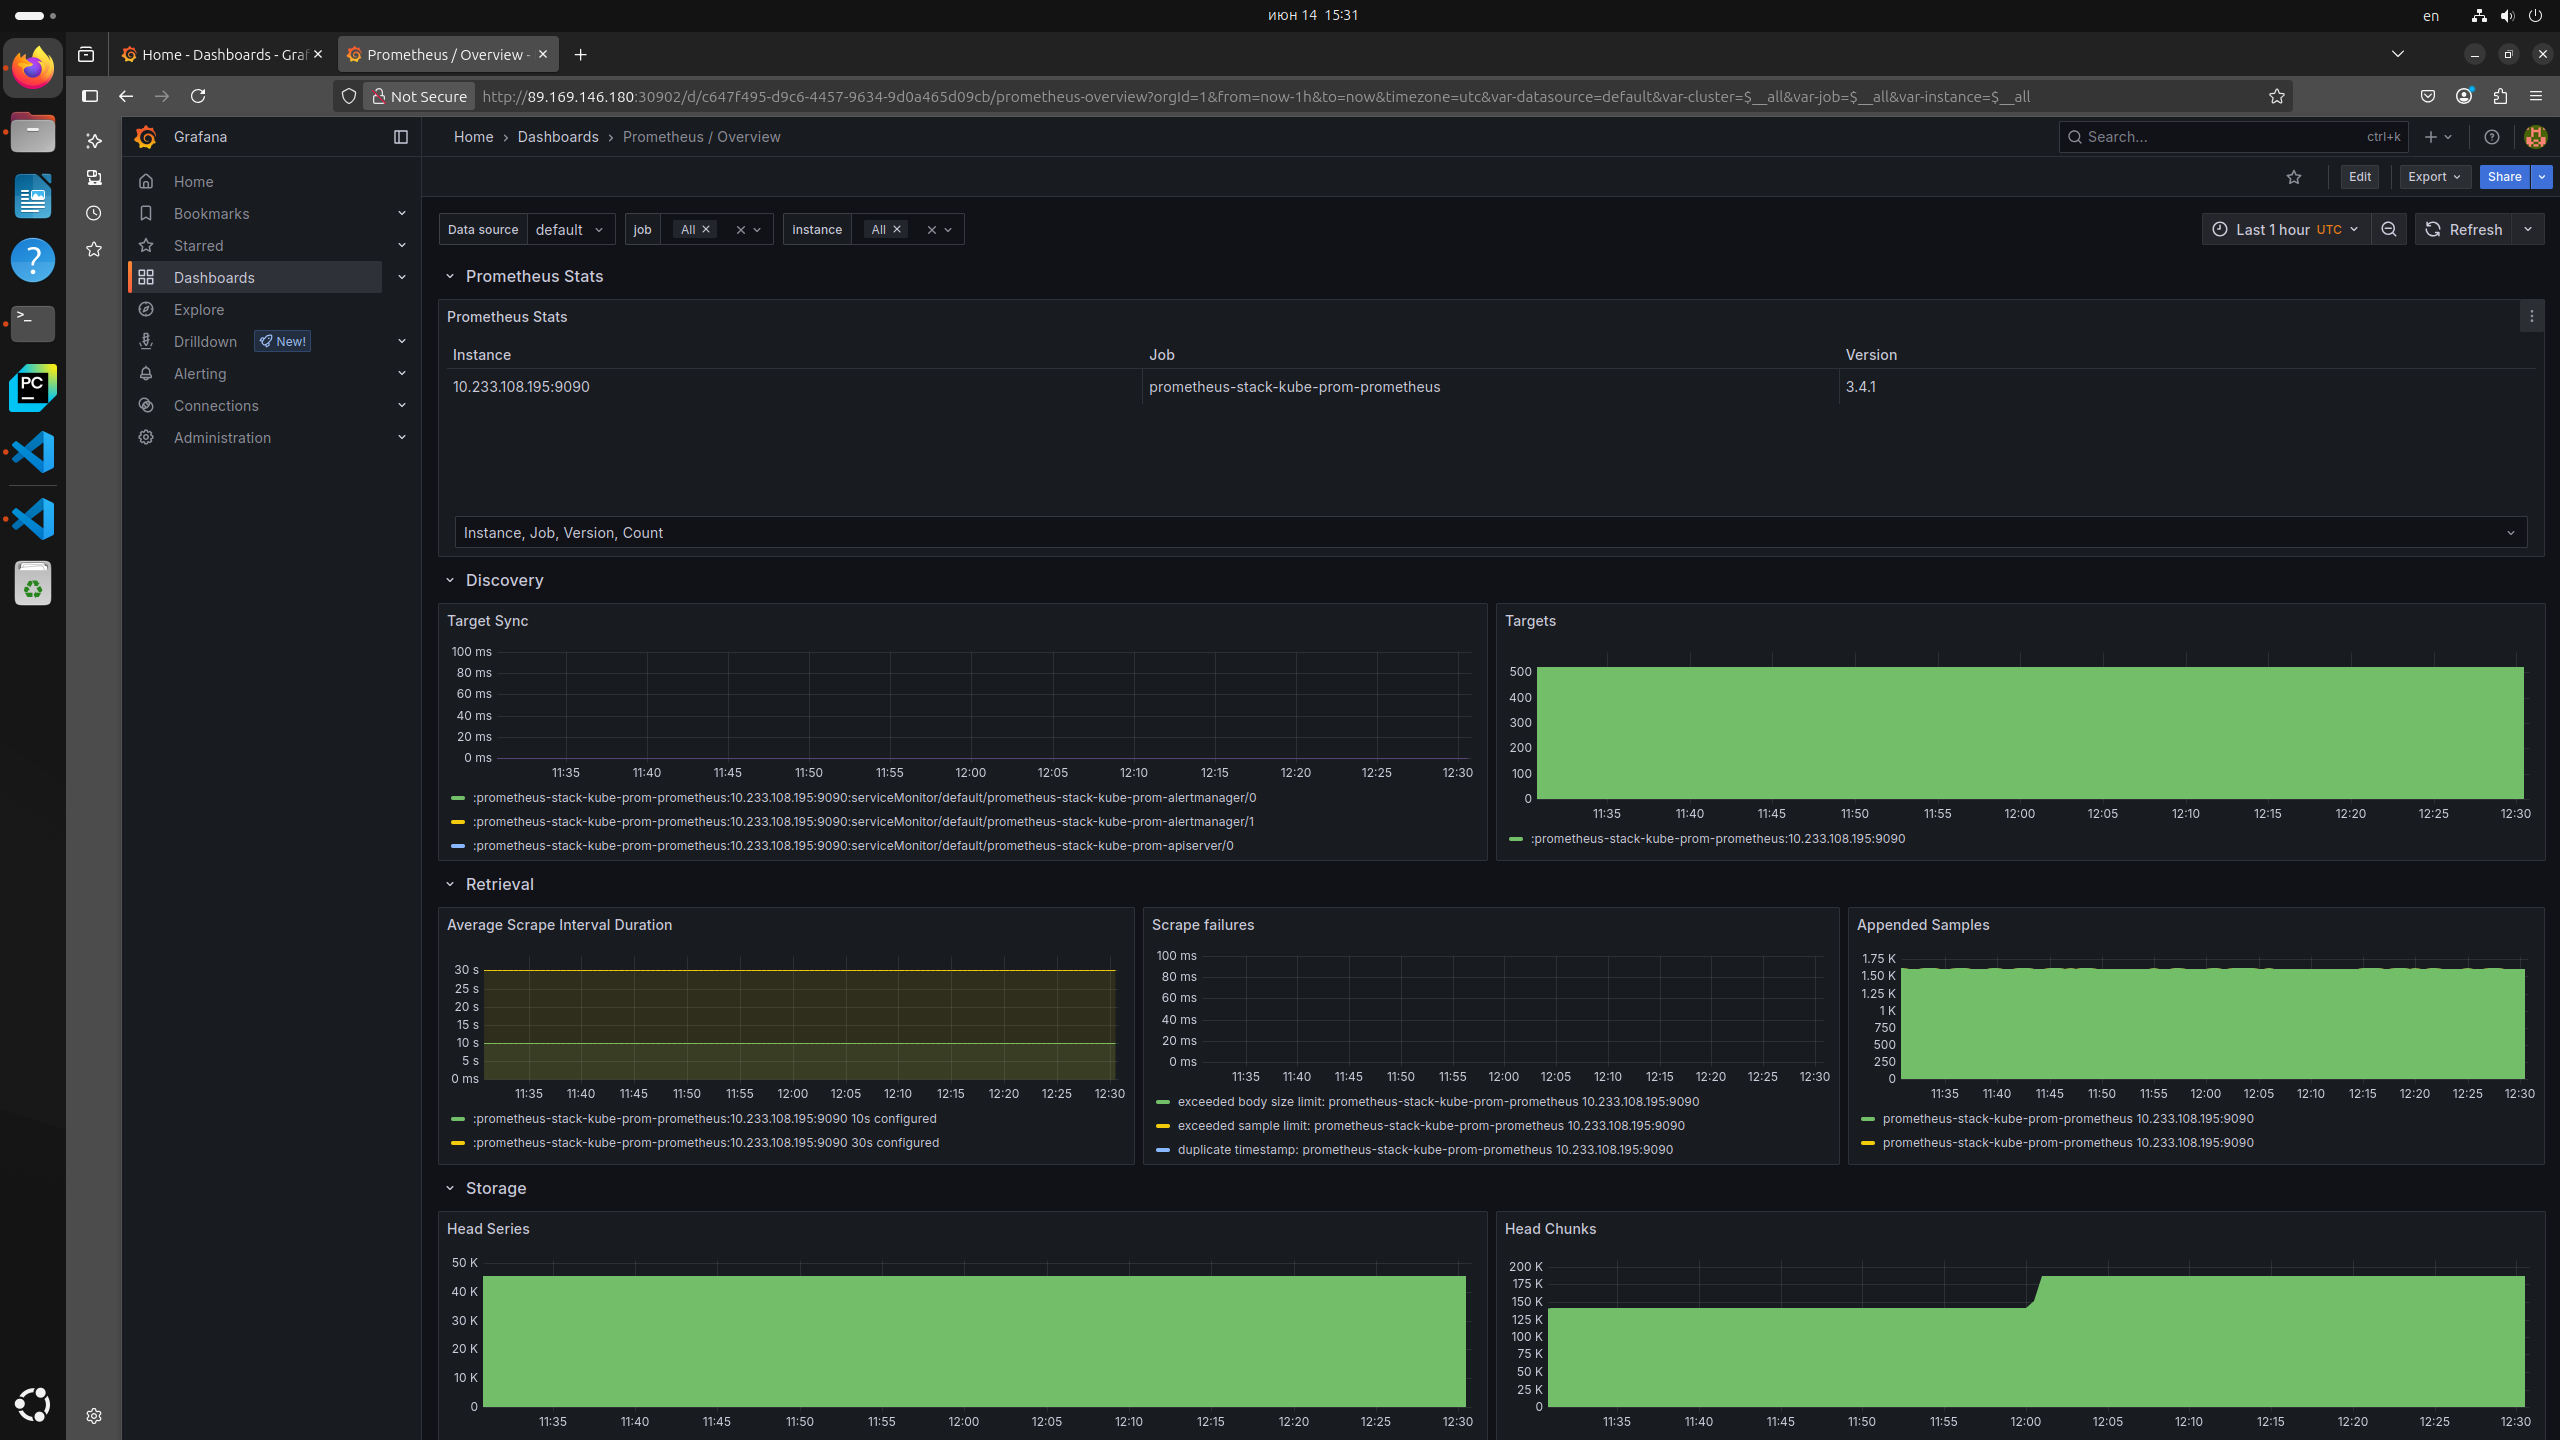 июн 14 15:31
en
Home - Dashboards - Graf
Prometheus / Overview -
Not Secure
http://89.169.146.180:30902/d/c647f495-d9c6-4457-9634-9d0a465d09cb/prometheus-overview?orgId=1&from=now-1h&to=now&timezone=utc&var-datasource=default&var-cluster=$__all&var-job=$__all&var-instance=$__all
Grafana
Home › Dashboards › Prometheus / Overview
Search... ctrl+k
Home
Bookmarks
Starred
Dashboards
Explore
Drilldown New!
Alerting
Connections
Administration
Edit
Export
Share
Data source default
job All
instance All
Last 1 hour UTC
Refresh
Prometheus Stats
Prometheus Stats
Instance Job Version
10.233.108.195:9090 prometheus-stack-kube-prom-prometheus 3.4.1
Instance, Job, Version, Count
Discovery
Target Sync
100 ms
80 ms
60 ms
40 ms
20 ms
0 ms
11:35 11:40 11:45 11:50 11:55 12:00 12:05 12:10 12:15 12:20 12:25 12:30
:prometheus-stack-kube-prom-prometheus:10.233.108.195:9090:serviceMonitor/default/prometheus-stack-kube-prom-alertmanager/0
:prometheus-stack-kube-prom-prometheus:10.233.108.195:9090:serviceMonitor/default/prometheus-stack-kube-prom-alertmanager/1
:prometheus-stack-kube-prom-prometheus:10.233.108.195:9090:serviceMonitor/default/prometheus-stack-kube-prom-apiserver/0
Targets
500
400
300
200
100
0
11:35 11:40 11:45 11:50 11:55 12:00 12:05 12:10 12:15 12:20 12:25 12:30
:prometheus-stack-kube-prom-prometheus:10.233.108.195:9090
Retrieval
Average Scrape Interval Duration
30 s
25 s
20 s
15 s
10 s
5 s
0 ms
11:35 11:40 11:45 11:50 11:55 12:00 12:05 12:10 12:15 12:20 12:25 12:30
:prometheus-stack-kube-prom-prometheus:10.233.108.195:9090 10s configured
:prometheus-stack-kube-prom-prometheus:10.233.108.195:9090 30s configured
Scrape failures
100 ms
80 ms
60 ms
40 ms
20 ms
0 ms
11:35 11:40 11:45 11:50 11:55 12:00 12:05 12:10 12:15 12:20 12:25 12:30
exceeded body size limit: prometheus-stack-kube-prom-prometheus 10.233.108.195:9090
exceeded sample limit: prometheus-stack-kube-prom-prometheus 10.233.108.195:9090
duplicate timestamp: prometheus-stack-kube-prom-prometheus 10.233.108.195:9090
Appended Samples
1.75 K
1.50 K
1.25 K
1 K
750
500
250
0
11:35 11:40 11:45 11:50 11:55 12:00 12:05 12:10 12:15 12:20 12:25 12:30
prometheus-stack-kube-prom-prometheus 10.233.108.195:9090
prometheus-stack-kube-prom-prometheus 10.233.108.195:9090
Storage
Head Series
50 K
40 K
30 K
20 K
10 K
0
11:35 11:40 11:45 11:50 11:55 12:00 12:05 12:10 12:15 12:20 12:25 12:30
Head Chunks
200 K
175 K
150 K
125 K
100 K
75 K
50 K
25 K
0
11:35 11:40 11:45 11:50 11:55 12:00 12:05 12:10 12:15 12:20 12:25 12:30
PC